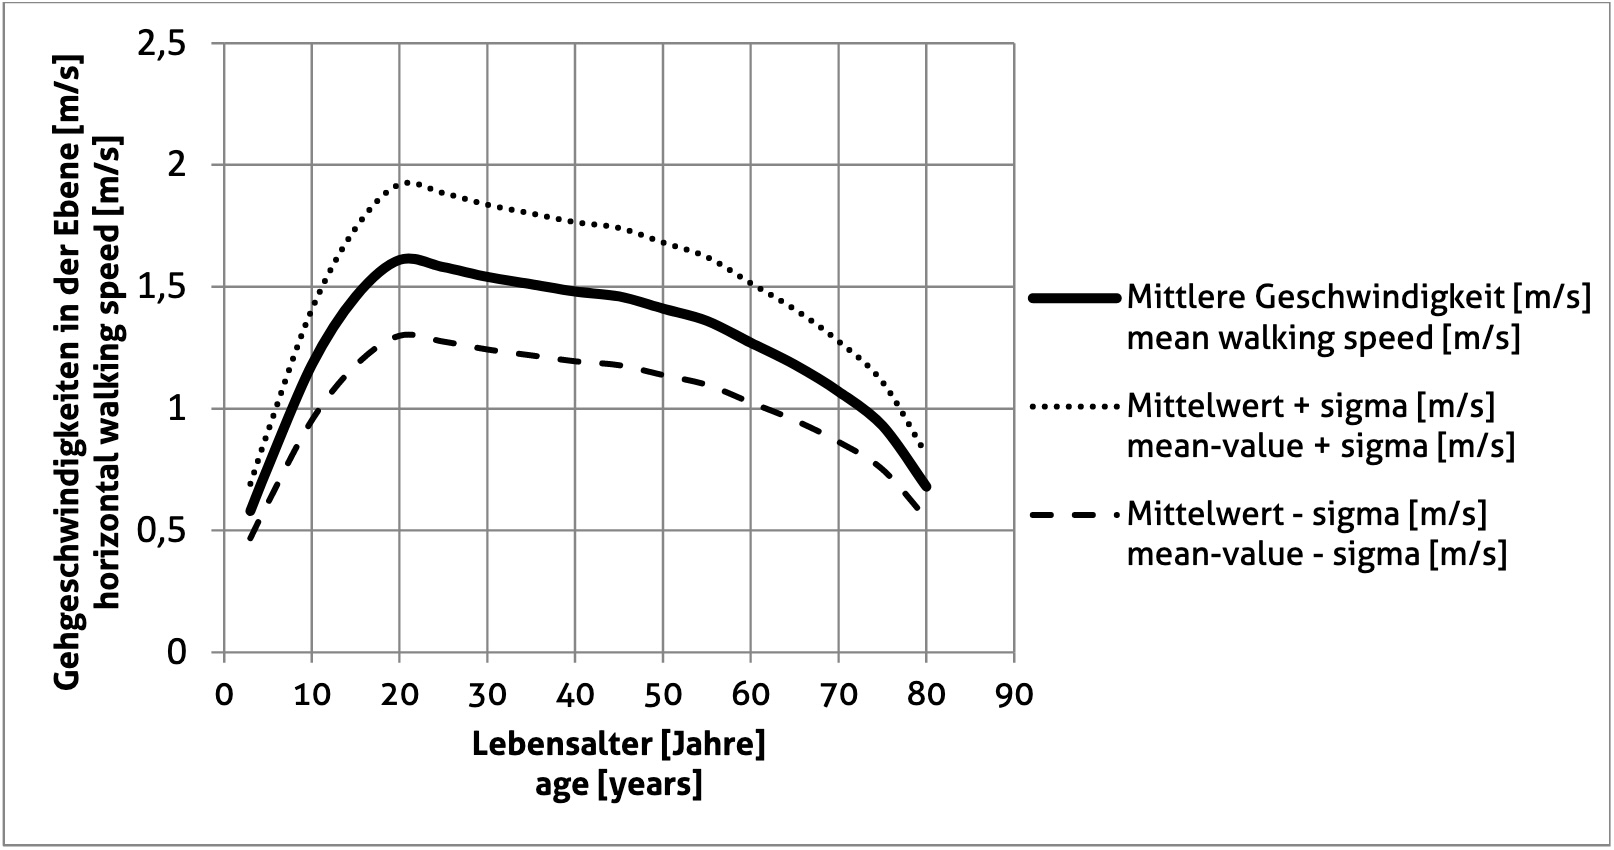 Gehgeschwindigkeiten in der Ebene [m/s]
horizontal walking speed [m/s]
2,5
2
1,5
1
0,5
0
0 10 20 30 40 50 60 70 80 90
Lebensalter [Jahre]
age [years]
Mittlere Geschwindigkeit [m/s]
mean walking speed [m/s]
Mittelwert + sigma [m/s]
mean-value + sigma [m/s]
Mittelwert - sigma [m/s]
mean-value - sigma [m/s]